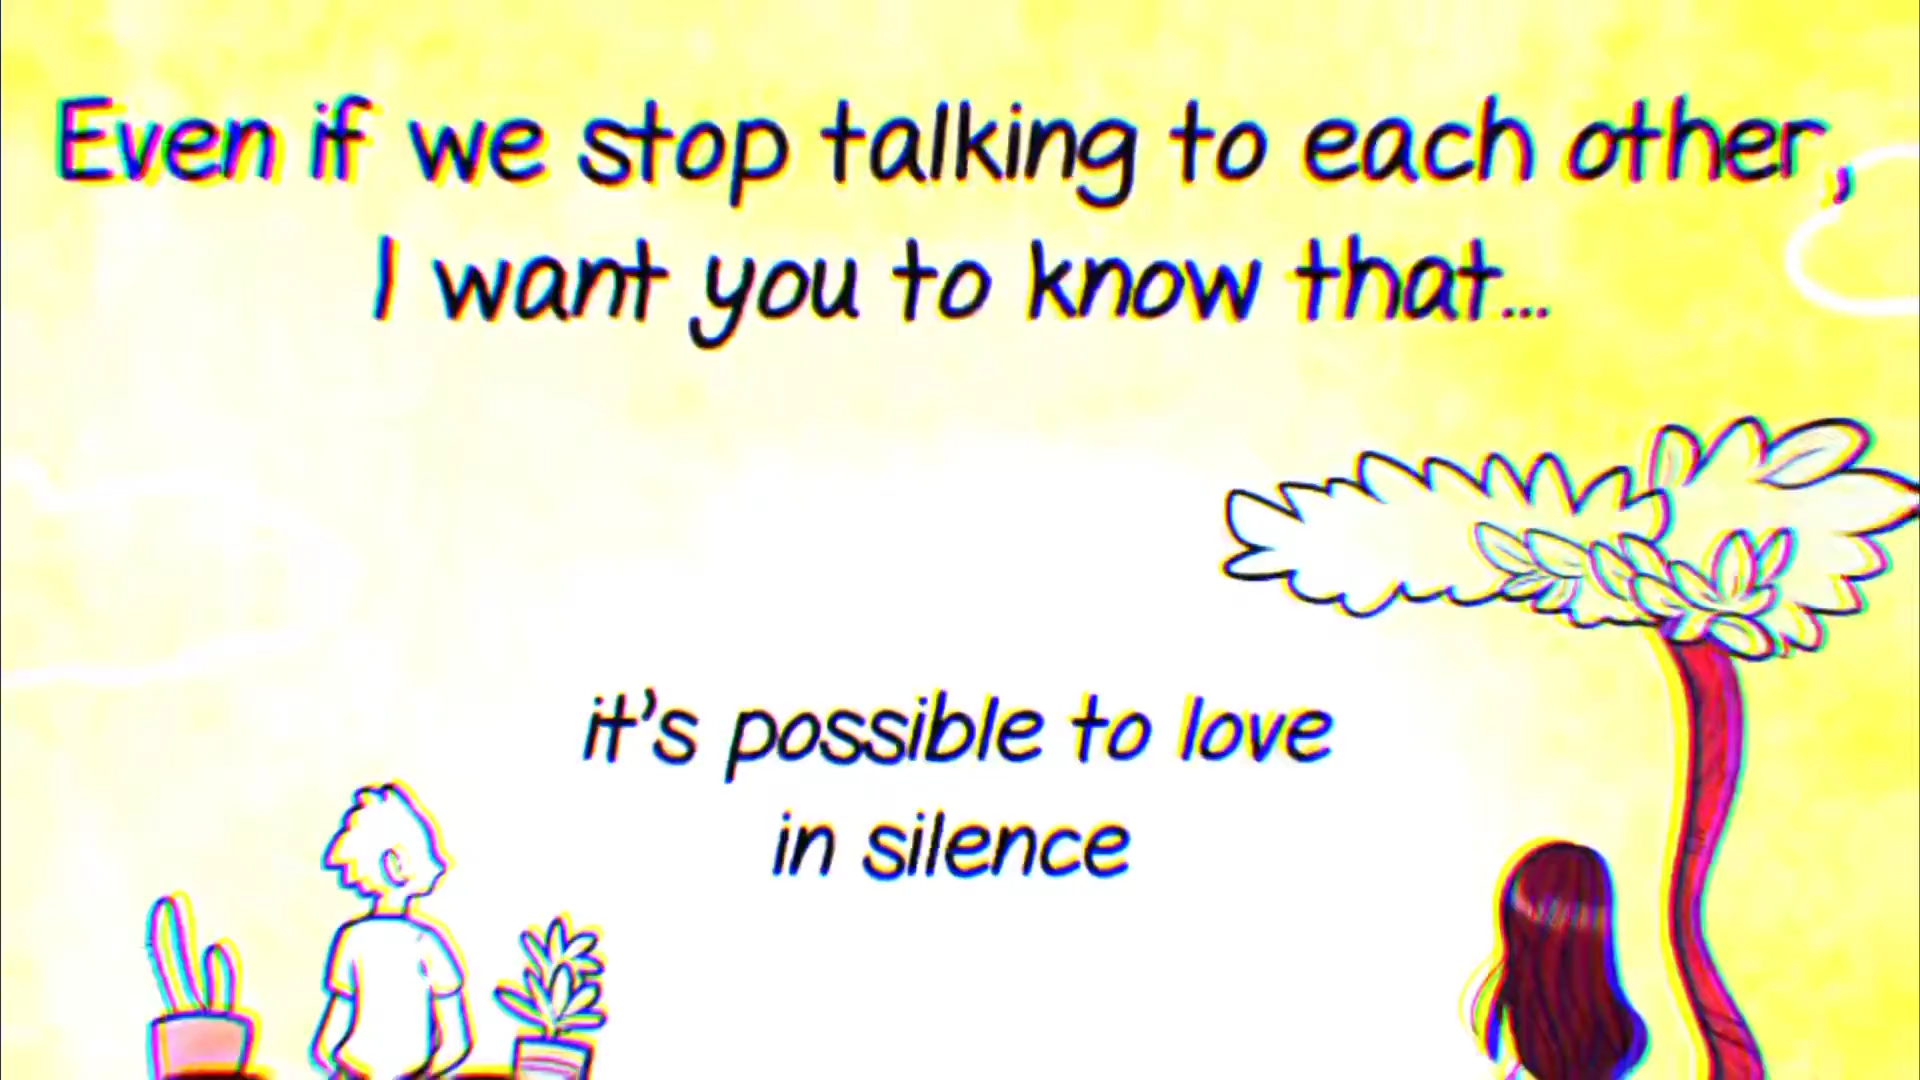 Even if we stop talking to each other,
I want you to know that...
it's possible to love
in silence